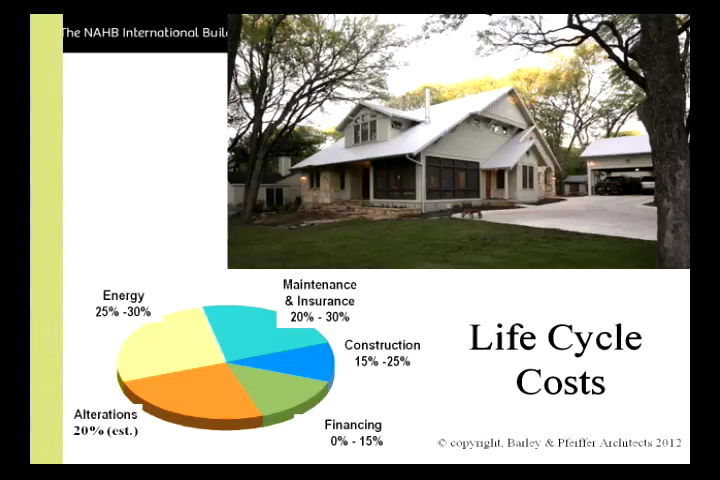 The NAHB International Buil
Energy
25% -30%
Maintenance
& Insurance
20% - 30%
Construction
15% -25%
Alterations
20% (est.)
Financing
0% - 15%
Life Cycle
Costs
© copyright, Barley & Pfeiffer Architects 2012